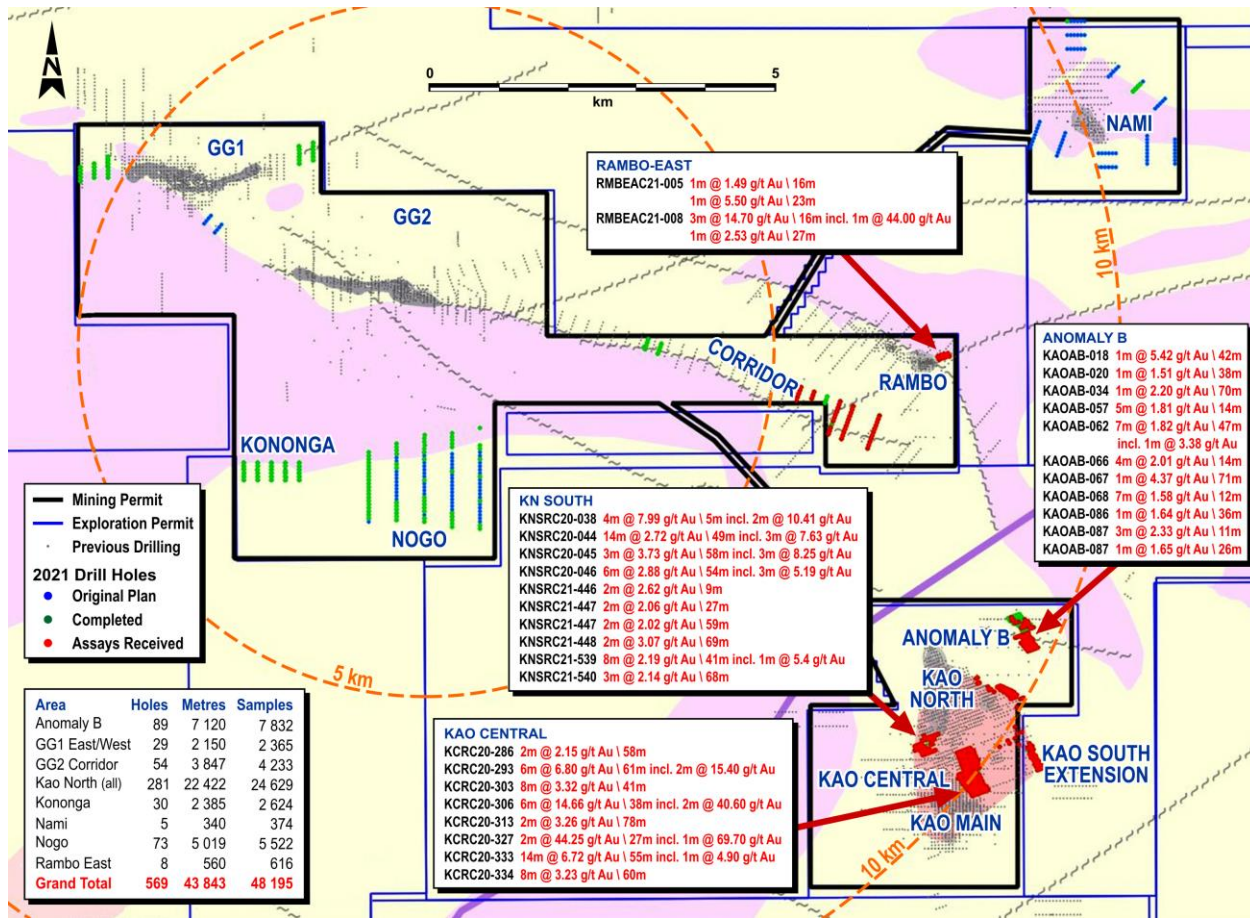 N
0 5
km
GG1
GG2
NAMI
10 km
RAMBO-EAST
RMBEAC21-005 1m @ 1.49 g/t Au \ 16m
1m @ 5.50 g/t Au \ 23m
RMBEAC21-008 3m @ 14.70 g/t Au \ 16m incl. 1m @ 44.00 g/t Au
1m @ 2.53 g/t Au \ 27m
CORRIDOR
RAMBO
KONONGA
NOGO
5 km
ANOMALY B
KAOAB-018 1m @ 5.42 g/t Au \ 42m
KAOAB-020 1m @ 1.51 g/t Au \ 38m
KAOAB-034 1m @ 2.20 g/t Au \ 70m
KAOAB-057 5m @ 1.81 g/t Au \ 14m
KAOAB-062 7m @ 1.82 g/t Au \ 47m
incl. 1m @ 3.38 g/t Au
KAOAB-066 4m @ 2.01 g/t Au \ 14m
KAOAB-067 1m @ 4.37 g/t Au \ 71m
KAOAB-068 7m @ 1.58 g/t Au \ 12m
KAOAB-086 1m @ 1.64 g/t Au \ 36m
KAOAB-087 3m @ 2.33 g/t Au \ 11m
KAOAB-087 1m @ 1.65 g/t Au \ 26m
Mining Permit
Exploration Permit
Previous Drilling
2021 Drill Holes
Original Plan
Completed
Assays Received
KN SOUTH
KNSRC20-038 4m @ 7.99 g/t Au \ 5m incl. 2m @ 10.41 g/t Au
KNSRC20-044 14m @ 2.72 g/t Au \ 49m incl. 3m @ 7.63 g/t Au
KNSRC20-045 3m @ 3.73 g/t Au \ 58m incl. 3m @ 8.25 g/t Au
KNSRC20-046 6m @ 2.88 g/t Au \ 54m incl. 3m @ 5.19 g/t Au
KNSRC21-446 2m @ 2.62 g/t Au \ 9m
KNSRC21-447 2m @ 2.06 g/t Au \ 27m
KNSRC21-447 2m @ 2.02 g/t Au \ 59m
KNSRC21-448 2m @ 3.07 g/t Au \ 69m
KNSRC21-539 8m @ 2.19 g/t Au \ 41m incl. 1m @ 5.4 g/t Au
KNSRC21-540 3m @ 2.14 g/t Au \ 68m
ANOMALY B
KAO
NORTH
KAO CENTRAL
KAO SOUTH
EXTENSION
KAO MAIN
10 km
Area Holes Metres Samples
Anomaly B 89 7 120 7 832
GG1 East/West 29 2 150 2 365
GG2 Corridor 54 3 847 4 233
Kao North (all) 281 22 422 24 629
Kononga 30 2 385 2 624
Nami 5 340 374
Nogo 73 5 019 5 522
Rambo East 8 560 616
Grand Total 569 43 843 48 195
KAO CENTRAL
KCRC20-286 2m @ 2.15 g/t Au \ 58m
KCRC20-293 6m @ 6.80 g/t Au \ 61m incl. 2m @ 15.40 g/t Au
KCRC20-303 8m @ 3.32 g/t Au \ 41m
KCRC20-306 6m @ 14.66 g/t Au \ 38m incl. 2m @ 40.60 g/t Au
KCRC20-313 2m @ 3.26 g/t Au \ 78m
KCRC20-327 2m @ 44.25 g/t Au \ 27m incl. 1m @ 69.70 g/t Au
KCRC20-333 14m @ 6.72 g/t Au \ 55m incl. 1m @ 4.90 g/t Au
KCRC20-334 8m @ 3.23 g/t Au \ 60m